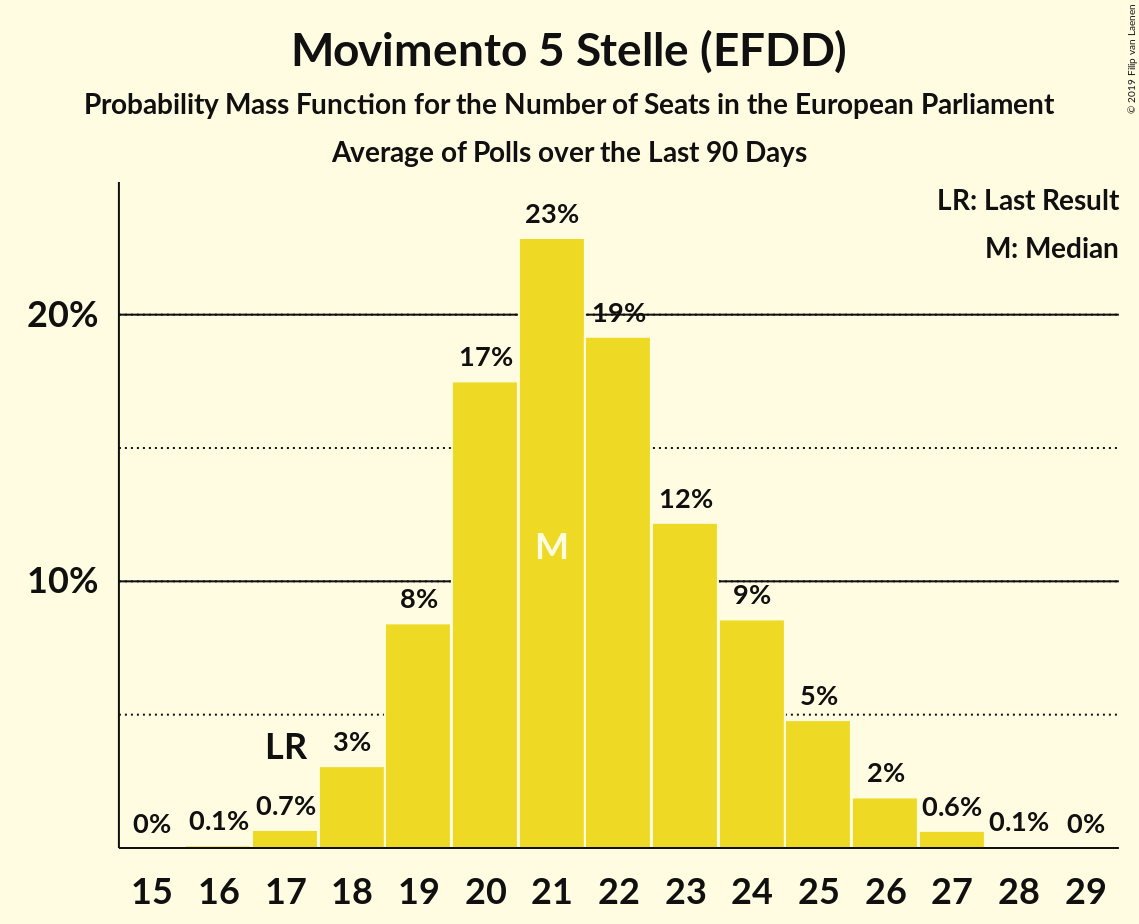 Movimento 5 Stelle (EFDD)
Probability Mass Function for the Number of Seats in the European Parliament
Average of Polls over the Last 90 Days
© 2019 Filip van Laenen
LR: Last Result
M: Median
20%
10%
0%
0.1%
0.7%
3%
8%
17%
23%
19%
12%
9%
5%
2%
0.6%
0.1%
0%
LR
M
15 16 17 18 19 20 21 22 23 24 25 26 27 28 29